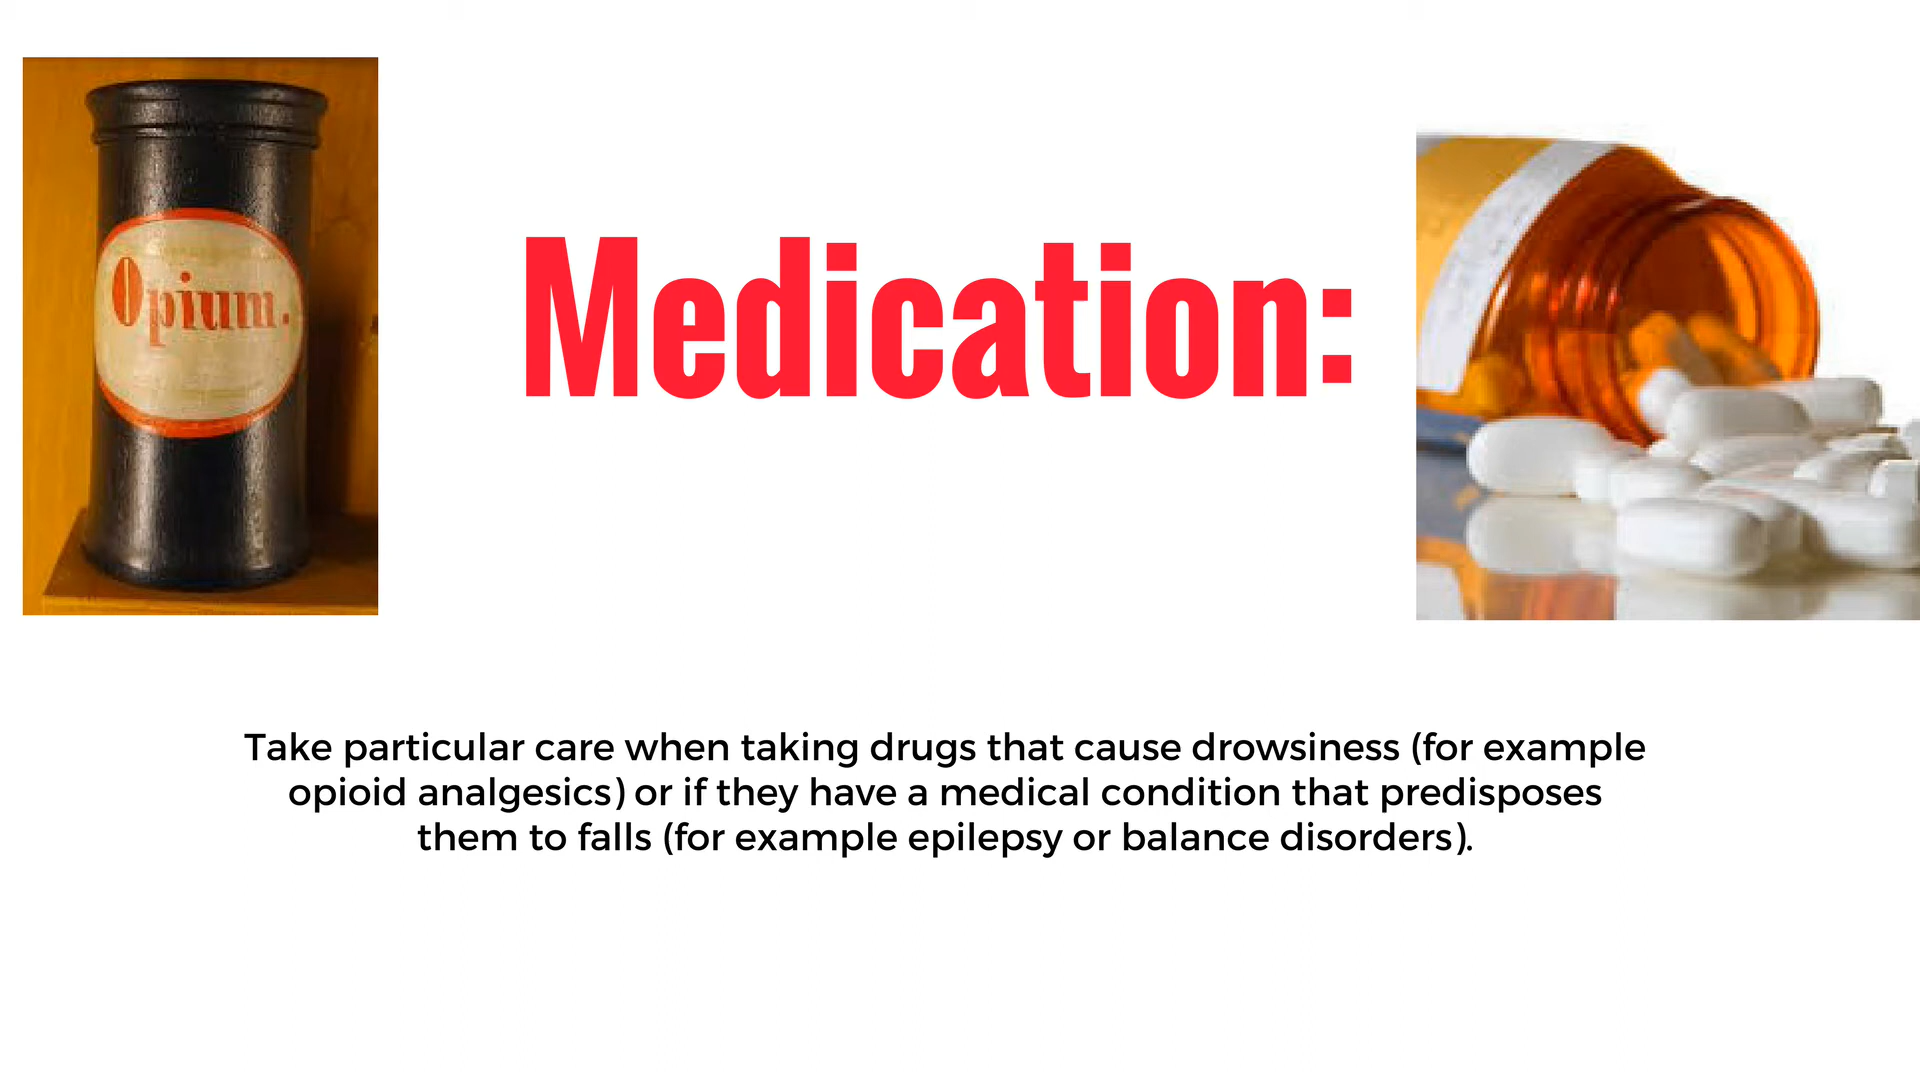 Opium.
Medication:
Take particular care when taking drugs that cause drowsiness (for example
opioid analgesics) or if they have a medical condition that predisposes
them to falls (for example epilepsy or balance disorders).